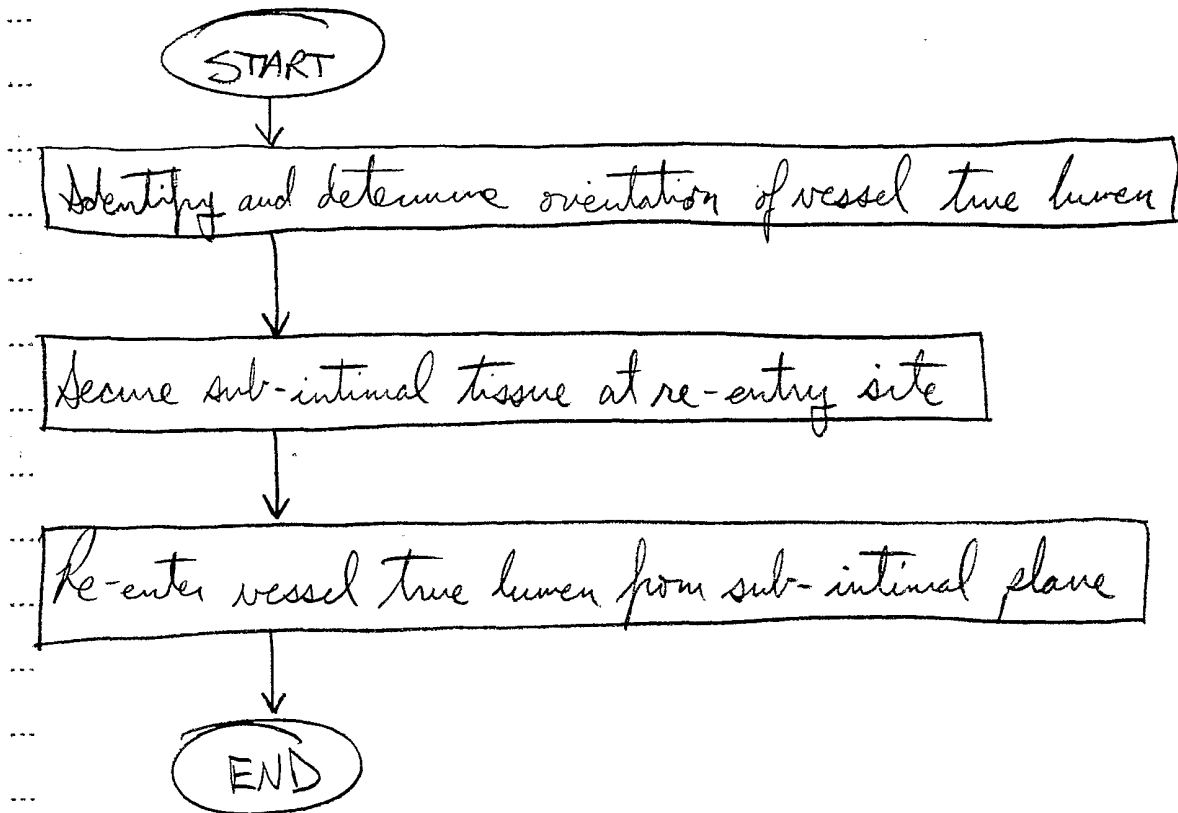 START
Identify and determine orientation of vessel true lumen
Secure sub-intimal tissue at re-entry site
Re-enter vessel true lumen from sub-intimal plane
END